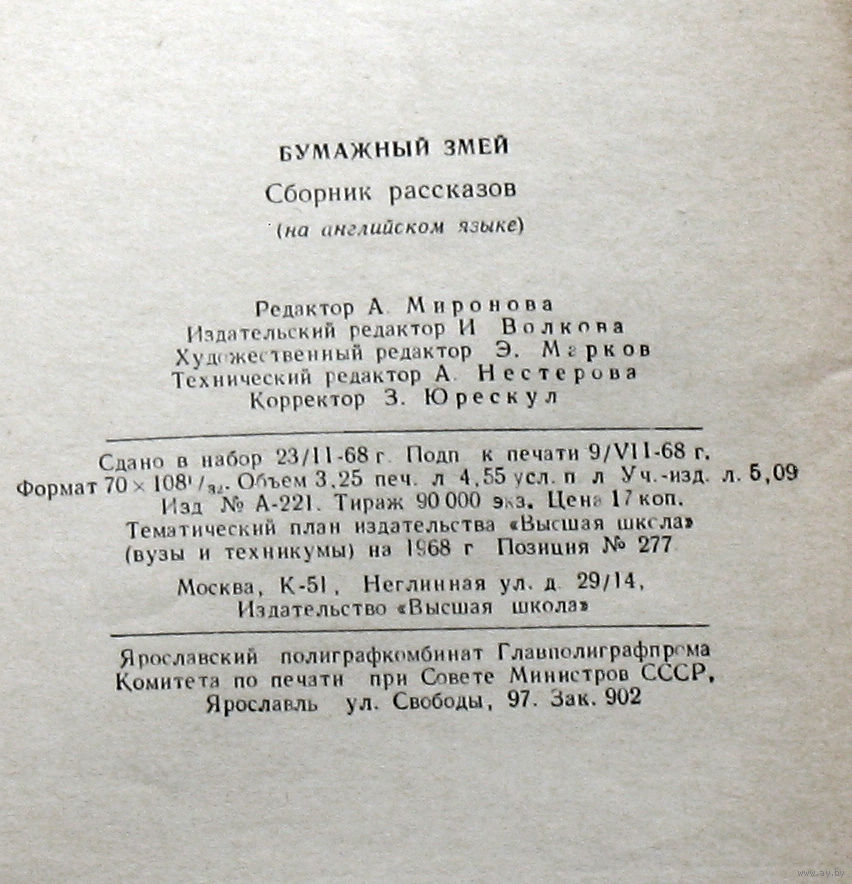 БУМАЖНЫЙ ЗМЕЙ
Сборник рассказов
(на английском языке)
Редактор А. Миронова
Издательский редактор И Волкова
Художественный редактор Э. Марков
Технический редактор А. Нестерова
Корректор З. Юрескул
Сдано в набор 23/II-68 г. Подп. к печати 9/VII-68 г.
Формат 70 × 108¹/₃₂. Объем 3,25 печ. л 4,55 усл. п л Уч.-изд. л. 5,09
Изд № А-221. Тираж 90 000 экз. Цена 17 коп.
Тематический план издательства «Высшая школа»
(вузы и техникумы) на 1968 г Позиция № 277
Москва, К-51, Неглинная ул. д. 29/14,
Издательство «Высшая школа»
Ярославский полиграфкомбинат Главполиграфпрома
Комитета по печати при Совете Министров СССР,
Ярославль ул. Свободы, 97. Зак. 902
www.ay.by